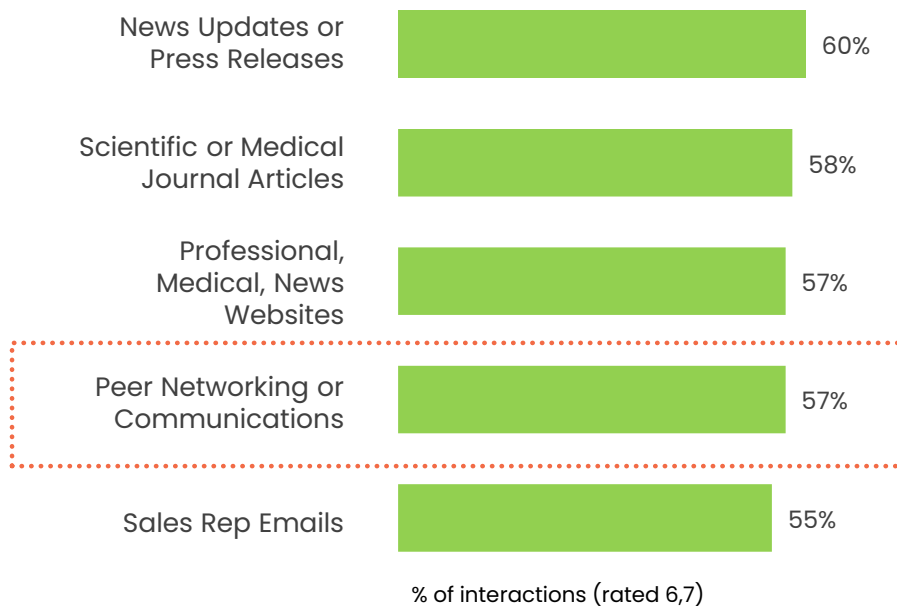 News Updates or
Press Releases
60%
Scientific or Medical
Journal Articles
58%
Professional,
Medical, News
Websites
57%
Peer Networking or
Communications
57%
Sales Rep Emails
55%
% of interactions (rated 6,7)